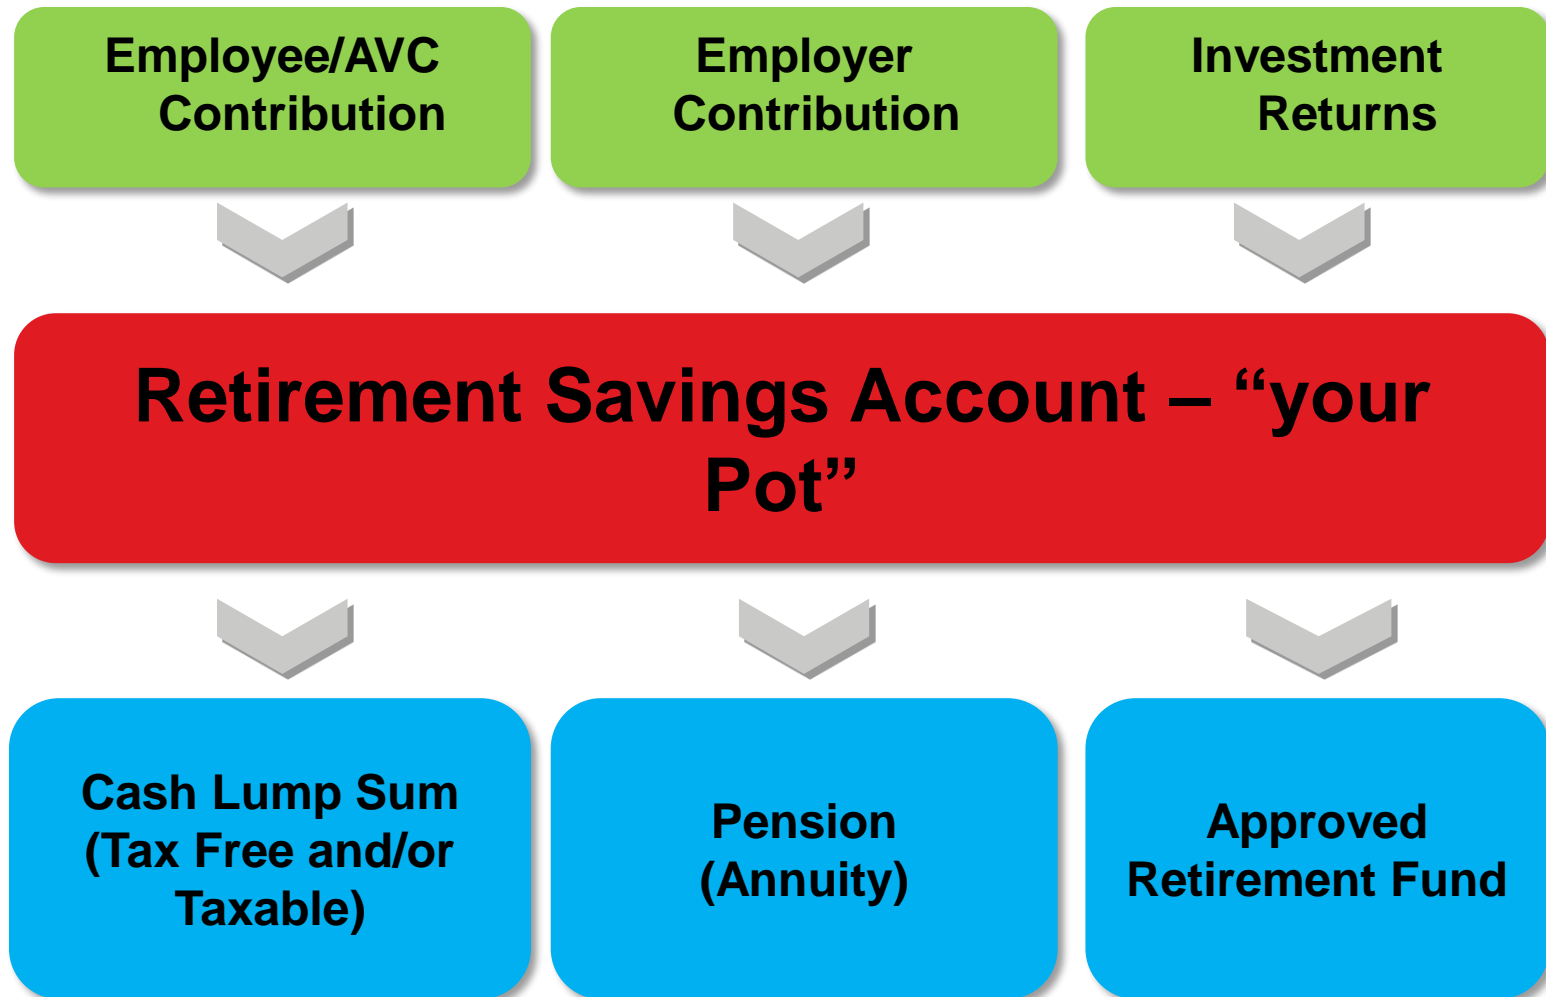 Employee/AVC
Contribution
Employer
Contribution
Investment
Returns
Retirement Savings Account – “your
Pot”
Cash Lump Sum
(Tax Free and/or
Taxable)
Pension
(Annuity)
Approved
Retirement Fund